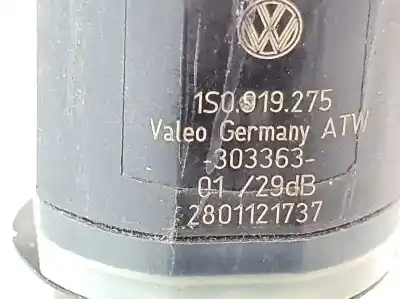 1S0.919.275
Valeo Germany ATW
-303363-
01 /29dB
2801121737